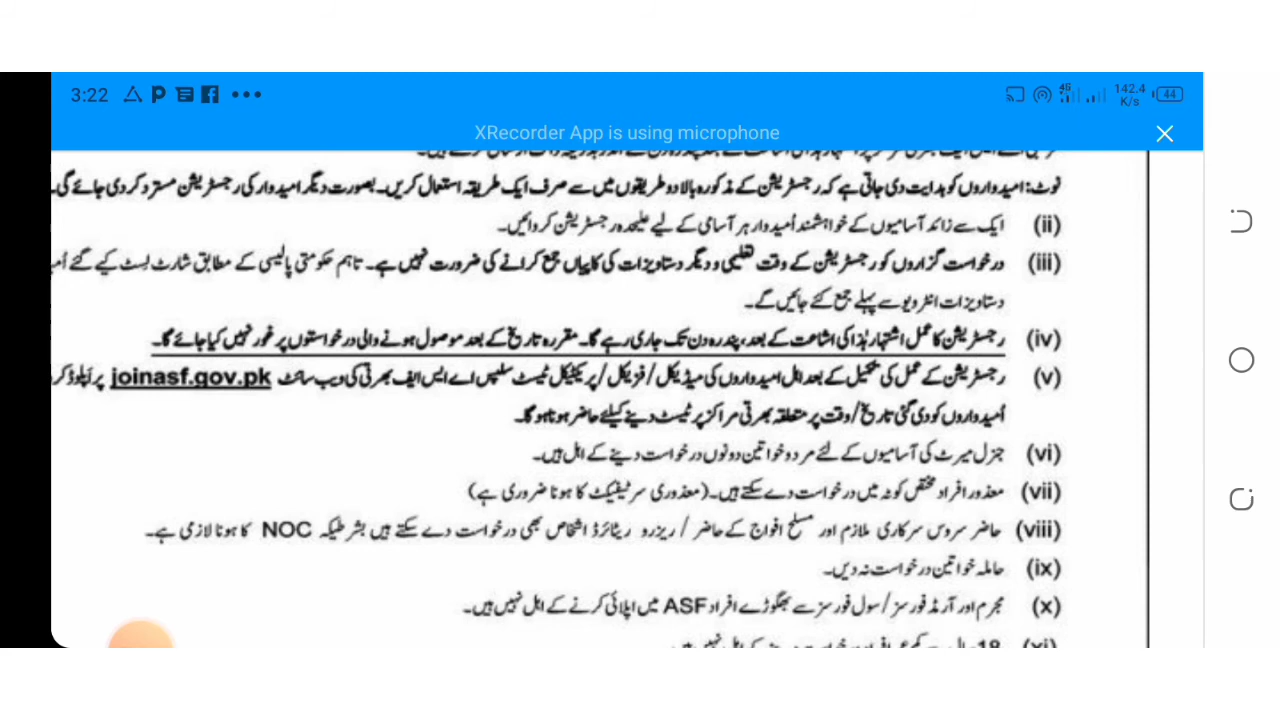 3:22
142.4 K/s
4G
44
XRecorder App is using microphone
نوٹ: امیدواروں کو ہدایت دی جاتی ہے کہ رجسٹریشن کے مذکورہ بالا دو طریقوں میں سے صرف ایک طریقہ استعمال کریں۔ بصورت دیگر امیدوار کی رجسٹریشن مسترد کر دی جائے گی۔
(ii) ایک سے زائد آسامیوں کے خواہشمند اُمیدوار ہر آسامی کے لیے علیحدہ رجسٹریشن کروائیں۔
(iii) درخواست گزاروں کو رجسٹریشن کے وقت تعلیمی و دیگر دستاویزات کی کاپیاں جمع کرانے کی ضرورت نہیں ہے۔ تاہم حکومتی پالیسی کے مطابق شارٹ لِسٹ کیے گئے
دستاویزات انٹرویو سے پہلے جمع کئے جائیں گے۔
(iv) رجسٹریشن کا عمل اشتہار ہٰذا کی اشاعت کے بعد، پندرہ دن تک جاری رہے گا۔ مقررہ تاریخ کے بعد موصول ہونے والی درخواستوں پر غور نہیں کیا جائے گا۔
(v) رجسٹریشن کے عمل کی تکمیل کے بعد اہل امیدواروں کی میڈیکل/فزیکل/پریکٹیکل ٹیسٹ سلپس اے ایس ایف بھرتی کی ویب سائٹ joinasf.gov.pk پر اَپلوڈ
اُمیدواروں کو دی گئی تاریخ/وقت پر متعلقہ بھرتی مراکز پر ٹیسٹ دینے کیلئے حاضر ہونا ہوگا۔
(vi) جنرل میرٹ کی آسامیوں کے لئے مرد و خواتین دونوں درخواست دینے کے اہل ہیں۔
(vii) معذور افراد مختص کوٹہ میں درخواست دے سکتے ہیں۔ (معذوری سرٹیفیکٹ کا ہونا ضروری ہے)
(viii) حاضر سروس سرکاری ملازم اور مسلح افواج کے حاضر / ریزرو ریٹائرڈ اشخاص بھی درخواست دے سکتے ہیں بشرطیکہ NOC کا ہونا لازمی ہے۔
(ix) حاملہ خواتین درخواست نہ دیں۔
(x) مجرم اور آرمڈ فورسز/سول فورسز سے بھگوڑے افراد ASF میں اپلائی کرنے کے اہل نہیں ہیں۔